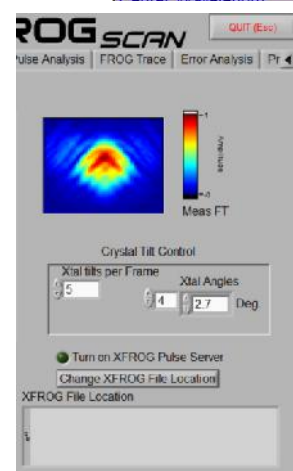 ROG SCAN
QUIT (Esc)
Pulse Analysis
FROG Trace
Error Analysis
Pr
1
Amplitude
Meas FT
Crystal Tilt Control
Xtal tilts per Frame
5
4
Xtal Angles
2.7
Deg.
Turn on XFROG Pulse Server
Change XFROG File Location
XFROG File Location